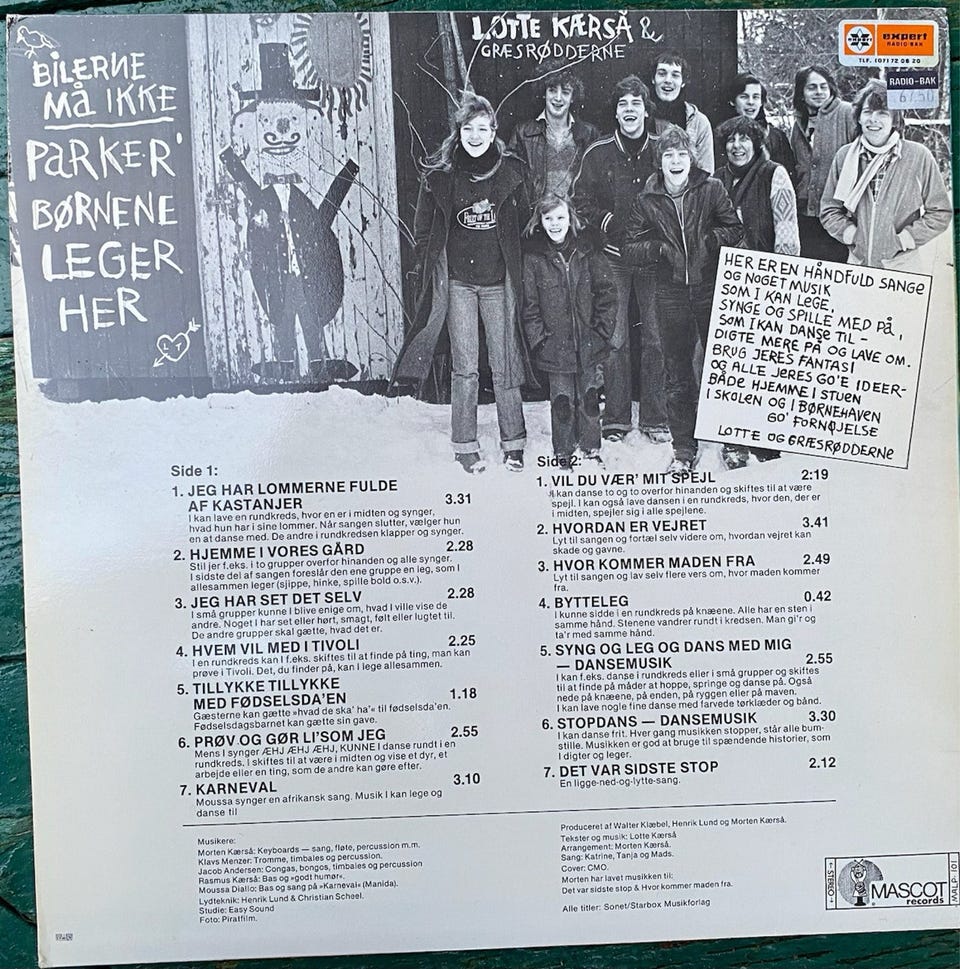 BILERNE
MÅ IKKE
PARKER'
BØRNENE
LEGER
HER
LOTTE KÆRSÅ &
GRÆSRØDDERNE
expert
RADIO-BAK
TLF. (07) 72 08 20
RADIO-BAK
67.50
HER ER EN HÅNDFULD SANGE
OG NOGET MUSIK
SOM I KAN LEGE,
SYNGE OG SPILLE MED PÅ,
SOM I KAN DANSE TIL -
DIGTE MERE PÅ OG LAVE OM.
BRUG JERES FANTASI
OG ALLE JERES GO'E IDEER-
BÅDE HJEMME I STUEN
I SKOLEN OG I BØRNEHAVEN
GO' FORNØJELSE
LOTTE OG GRÆSRØDDERNE
Side 1:
1. JEG HAR LOMMERNE FULDE
AF KASTANJER 3.31
I kan lave en rundkreds, hvor en er i midten og synger,
hvad hun har i sine lommer. Når sangen slutter, vælger hun
en at danse med. De andre i rundkredsen klapper og synger.
2. HJEMME I VORES GÅRD 2.28
Stil jer f.eks. i to grupper overfor hinanden og alle synger.
I sidste del af sangen foreslår den ene gruppe en leg, som I
allesammen leger (sjippe, hinke, spille bold o.s.v.).
3. JEG HAR SET DET SELV 2.28
I små grupper kunne I blive enige om, hvad I ville vise de
andre. Noget I har set eller hørt, smagt, følt eller lugtet til.
De andre grupper skal gætte, hvad det er.
4. HVEM VIL MED I TIVOLI 2.25
I en rundkreds kan I f.eks. skiftes til at finde på ting, man kan
prøve i Tivoli. Det, du finder på, kan I lege allesammen.
5. TILLYKKE TILLYKKE
MED FØDSELSDA'EN 1.18
Gæsterne kan gætte »hvad de ska' ha'« til fødselsda'en.
Fødselsdagsbarnet kan gætte sin gave.
6. PRØV OG GØR LI'SOM JEG 2.55
Mens I synger ÆHJ ÆHJ ÆHJ, KUNNE I danse rundt i en
rundkreds. I skiftes til at være i midten og vise et dyr, et
arbejde eller en ting, som de andre kan gøre efter.
7. KARNEVAL 3.10
Moussa synger en afrikansk sang. Musik I kan lege og
danse til
Side 2:
1. VIL DU VÆR' MIT SPEJL 2:19
I kan danse to og to overfor hinanden og skiftes til at være
spejl. I kan også lave dansen i en rundkreds, hvor den, der er
i midten, spejler sig i alle spejlene.
2. HVORDAN ER VEJRET 3.41
Lyt til sangen og fortæl selv videre om, hvordan vejret kan
skade og gavne.
3. HVOR KOMMER MADEN FRA 2.49
Lyt til sangen og lav selv flere vers om, hvor maden kommer
fra.
4. BYTTELEG 0.42
I kunne sidde i en rundkreds på knæene. Alle har en sten i
samme hånd. Stenene vandrer rundt i kredsen. Man gi'r og
ta'r med samme hånd.
5. SYNG OG LEG OG DANS MED MIG
— DANSEMUSIK 2.55
I kan f.eks. danse i rundkreds eller i små grupper og skiftes
til at finde på måder at hoppe, springe og danse på. Også
nede på knæene, på enden, på ryggen eller på maven.
I kan lave nogle fine danse med farvede tørklæder og bånd.
6. STOPDANS — DANSEMUSIK 3.30
I kan danse frit. Hver gang musikken stopper, står alle bum-
stille. Musikken er god at bruge til spændende historier, som
I digter og leger.
7. DET VAR SIDSTE STOP 2.12
En ligge-ned-og-lytte-sang.
Musikere:
Morten Kærså: Keyboards — sang, fløte, percussion m.m.
Klavs Menzer: Tromme, timbales og percussion.
Jacob Andersen: Congas, bongos, timbales og percussion
Rasmus Kærså: Bas og »godt humør«.
Moussa Diallo: Bas og sang på »Karneval« (Manida).
Lydteknik: Henrik Lund & Christian Scheel.
Studie: Easy Sound
Foto: Piratfilm.
Produceret af Walter Klæbel, Henrik Lund og Morten Kærså.
Tekster og musik: Lotte Kærså
Arrangement: Morten Kærså.
Sang: Katrine, Tanja og Mads.
Cover: CMO.
Morten har lavet musikken til:
Det var sidste stop & Hvor kommer maden fra.
Alle titler: Sonet/Starbox Musikforlag
STEREO
MASCOT
records
MALP. 101